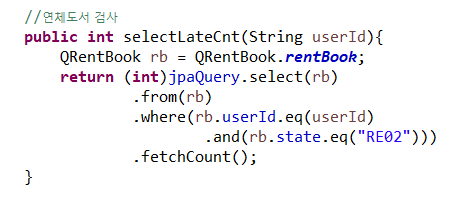 //연체도서 검사
public int selectLateCnt(String userId){
    QRentBook rb = QRentBook.rentBook;
    return (int)jpaQuery.select(rb)
            .from(rb)
            .where(rb.userId.eq(userId)
                    .and(rb.state.eq("RE02")))
            .fetchCount();
}